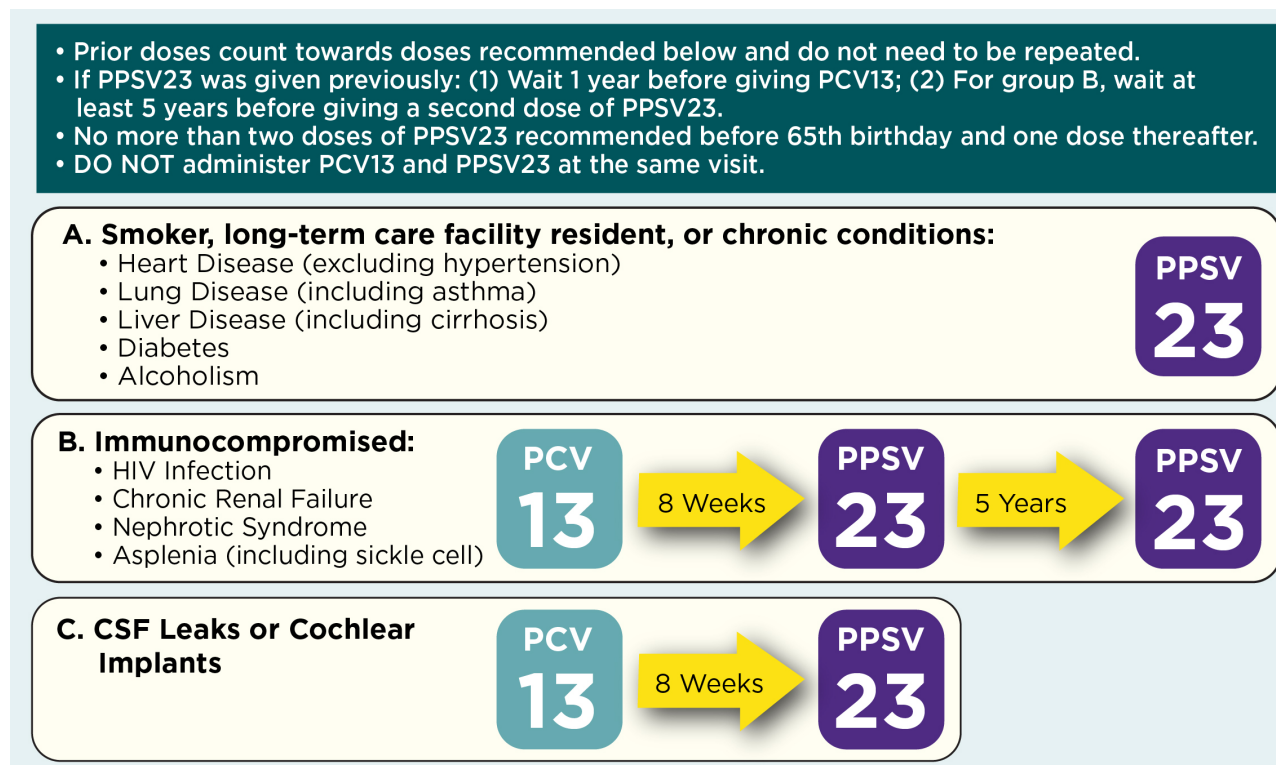 • Prior doses count towards doses recommended below and do not need to be repeated.
• If PPSV23 was given previously: (1) Wait 1 year before giving PCV13; (2) For group B, wait at
least 5 years before giving a second dose of PPSV23.
• No more than two doses of PPSV23 recommended before 65th birthday and one dose thereafter.
• DO NOT administer PCV13 and PPSV23 at the same visit.
A. Smoker, long-term care facility resident, or chronic conditions:
• Heart Disease (excluding hypertension)
• Lung Disease (including asthma)
• Liver Disease (including cirrhosis)
• Diabetes
• Alcoholism
PPSV
23
B. Immunocompromised:
• HIV Infection
• Chronic Renal Failure
• Nephrotic Syndrome
• Asplenia (including sickle cell)
PCV
13
8 Weeks
PPSV
23
5 Years
PPSV
23
C. CSF Leaks or Cochlear
Implants
PCV
13
8 Weeks
PPSV
23